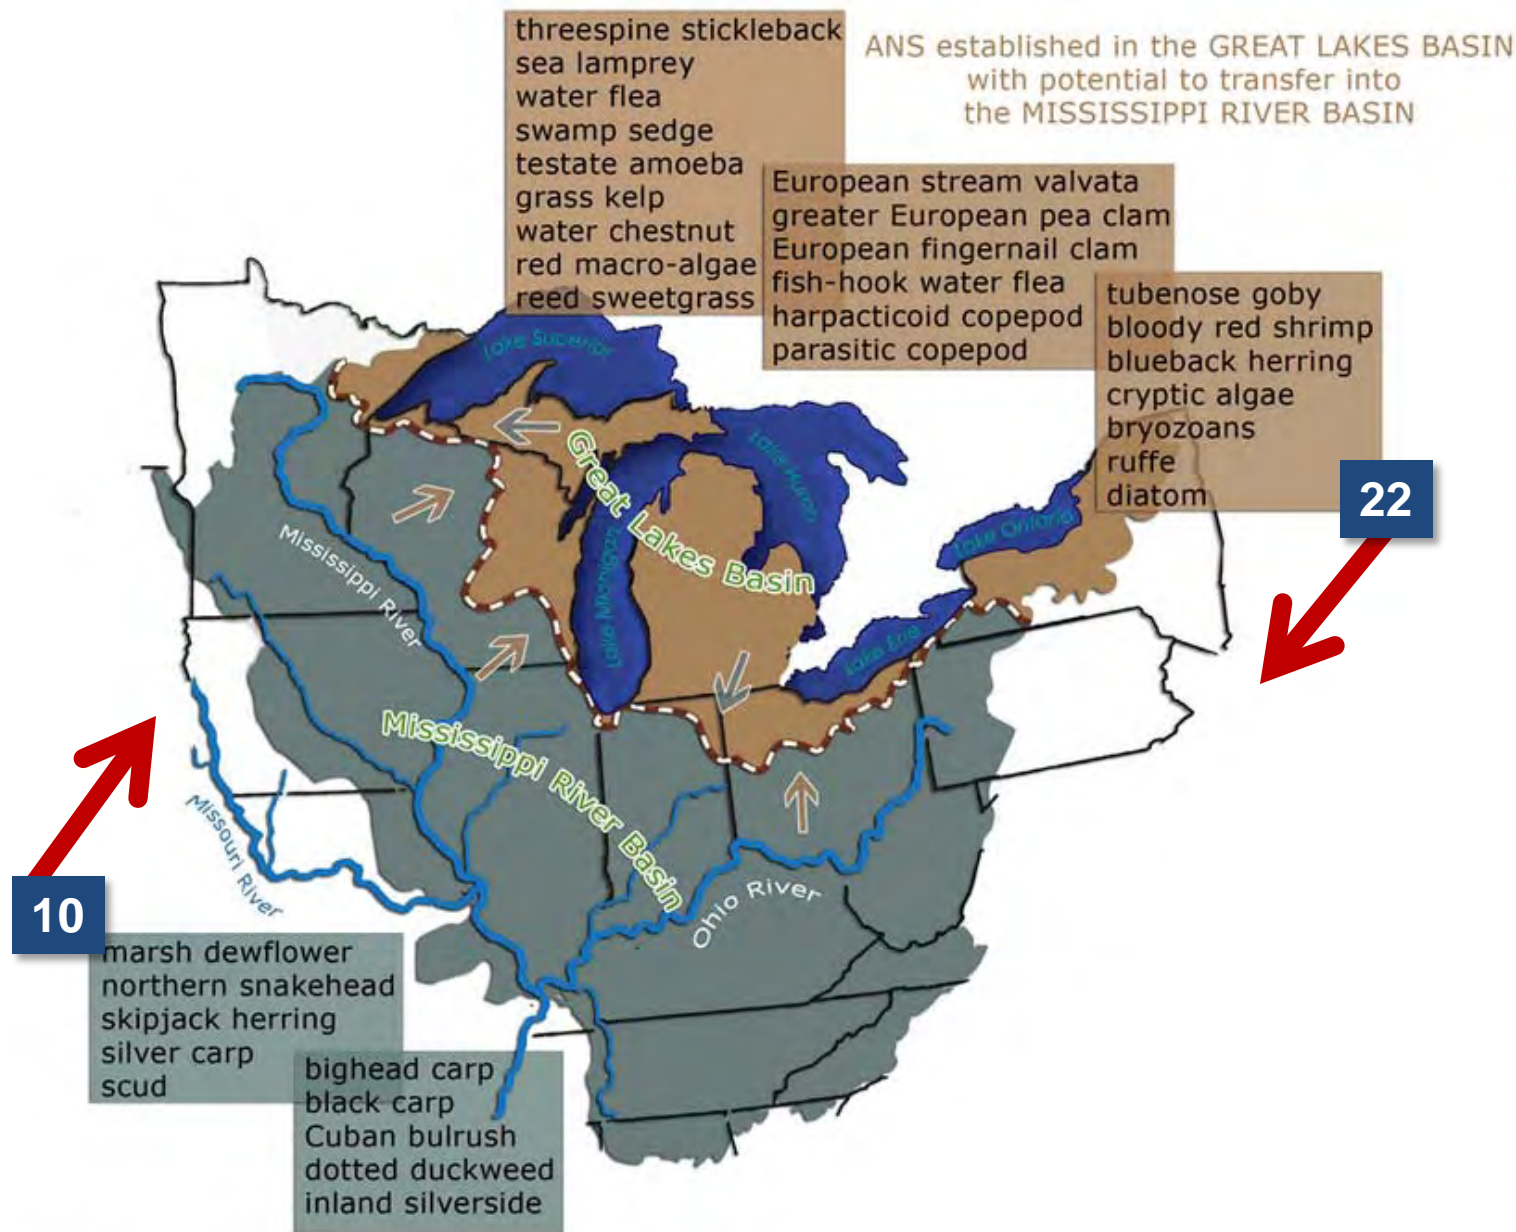 threespine stickleback
sea lamprey
water flea
swamp sedge
testate amoeba
grass kelp
water chestnut
red macro-algae
reed sweetgrass
ANS established in the GREAT LAKES BASIN
with potential to transfer into
the MISSISSIPPI RIVER BASIN
European stream valvata
greater European pea clam
European fingernail clam
fish-hook water flea
harpacticoid copepod
parasitic copepod
tubenose goby
bloody red shrimp
blueback herring
cryptic algae
bryozoans
ruffe
diatom
22
Lake Superior
Great Lakes Basin
Lake Huron
Lake Michigan
Lake Ontario
Lake Erie
Mississippi River
Mississippi River Basin
Missouri River
Ohio River
10
marsh dewflower
northern snakehead
skipjack herring
silver carp
scud
bighead carp
black carp
Cuban bulrush
dotted duckweed
inland silverside